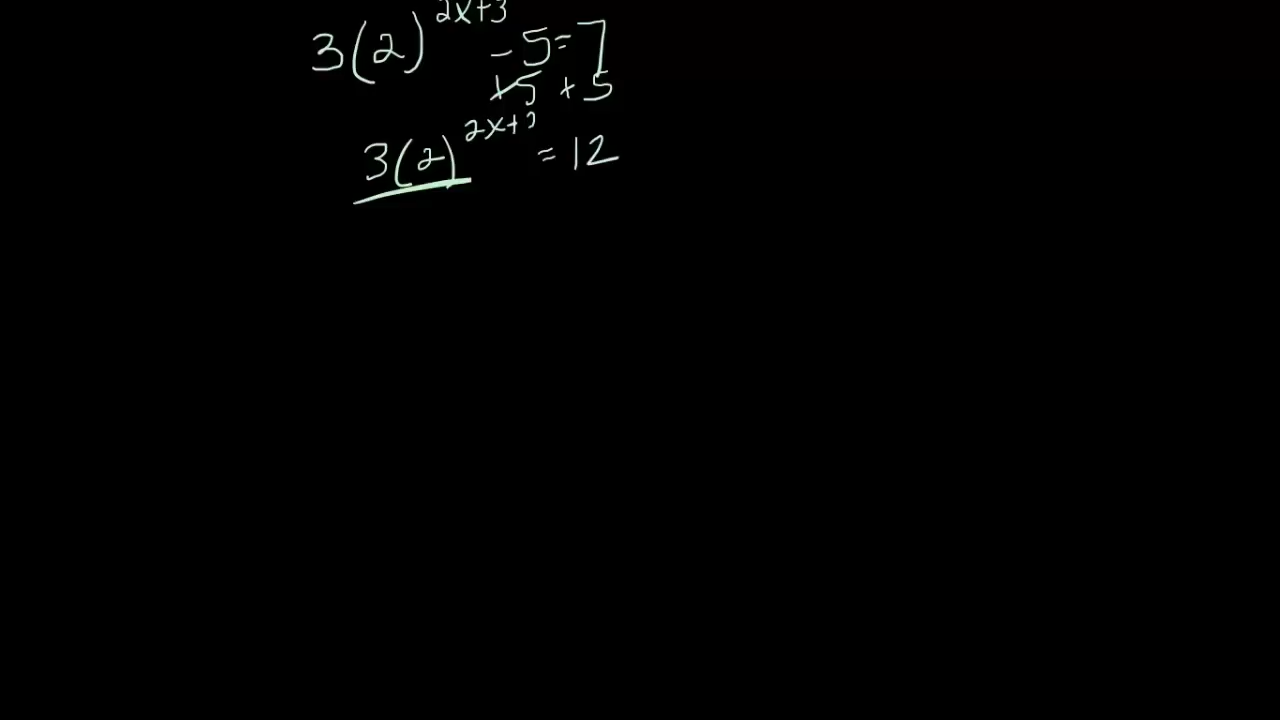 3(2)^{2x+3} - 5 = 7
+5 +5
3(2)^{2x+3} = 12